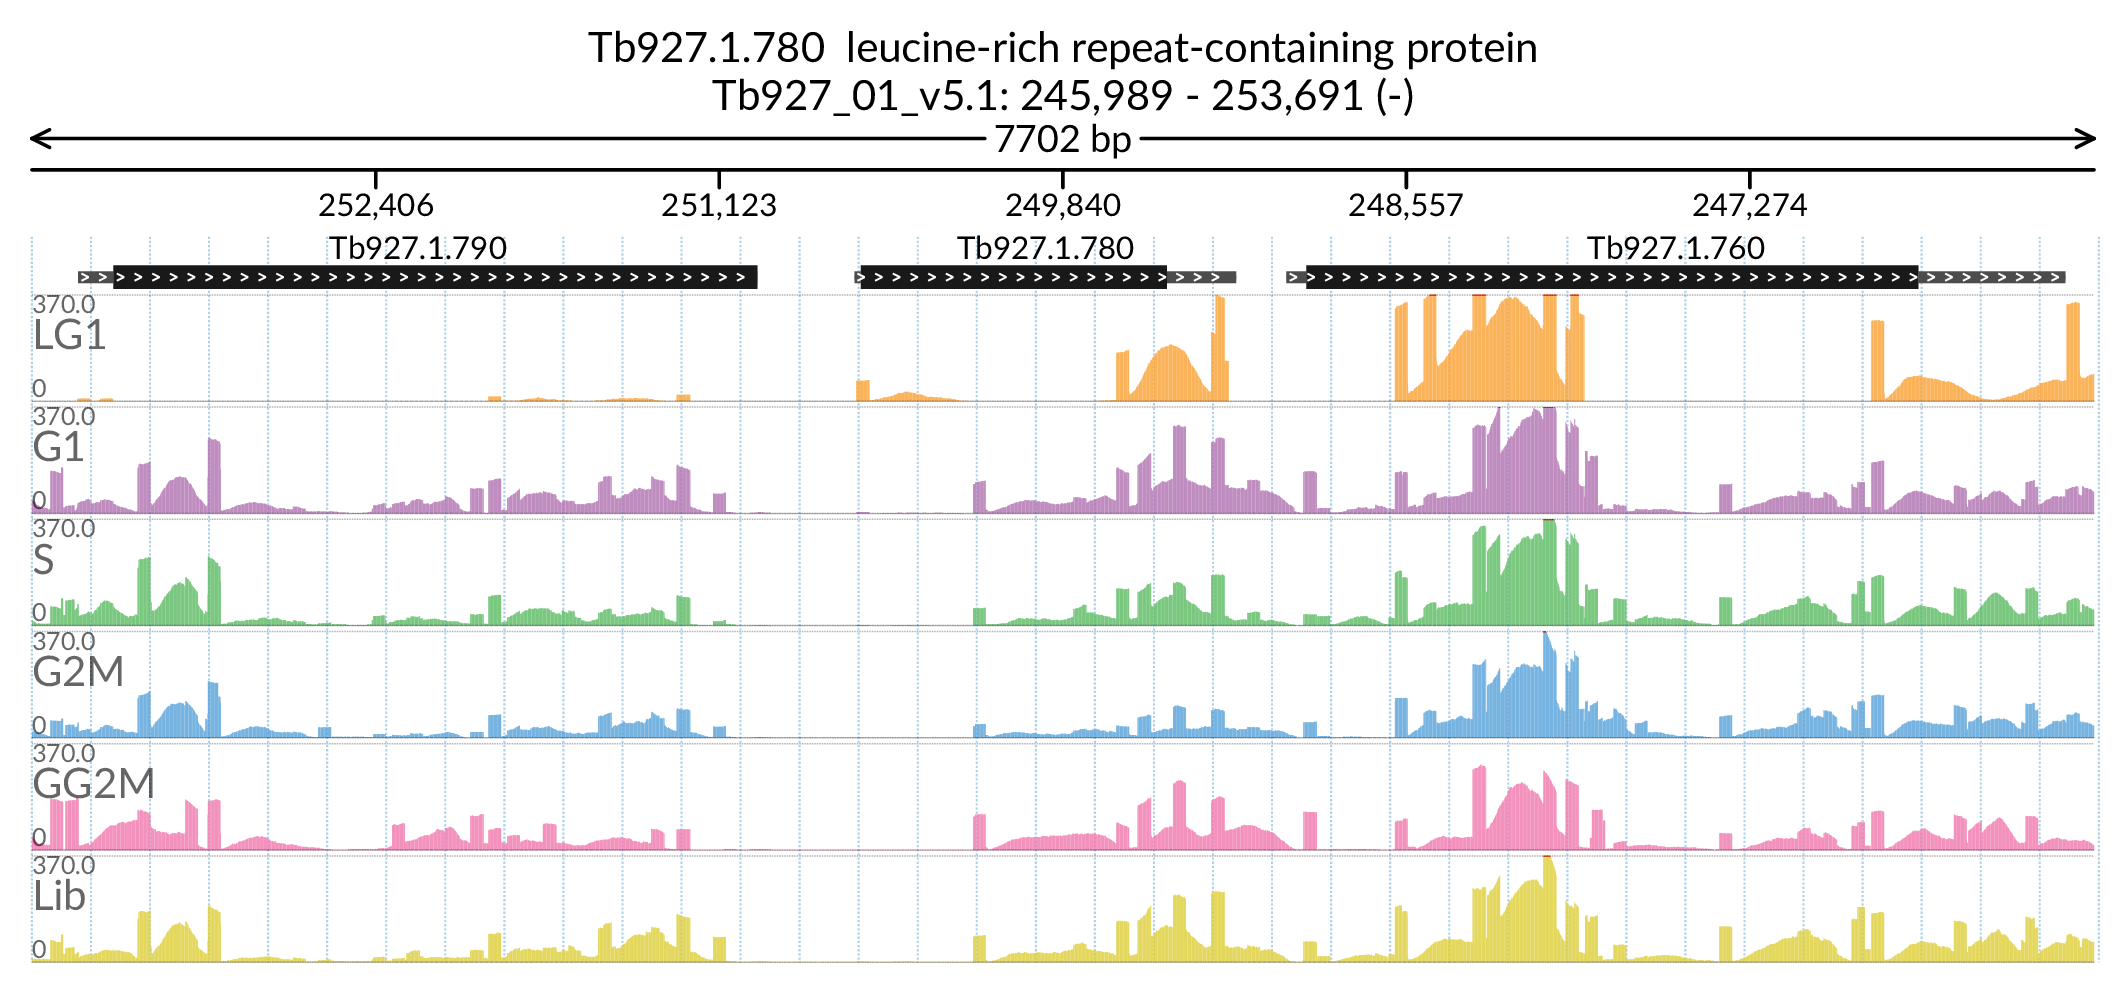 Tb927.1.780 leucine-rich repeat-containing protein
Tb927_01_v5.1: 245,989 - 253,691 (-)
7702 bp
252,406 251,123 249,840 248,557 247,274
Tb927.1.790 Tb927.1.780 Tb927.1.760
370.0
LG1
0
370.0
G1
0
370.0
S
0
370.0
G2M
0
370.0
GG2M
0
370.0
Lib
0